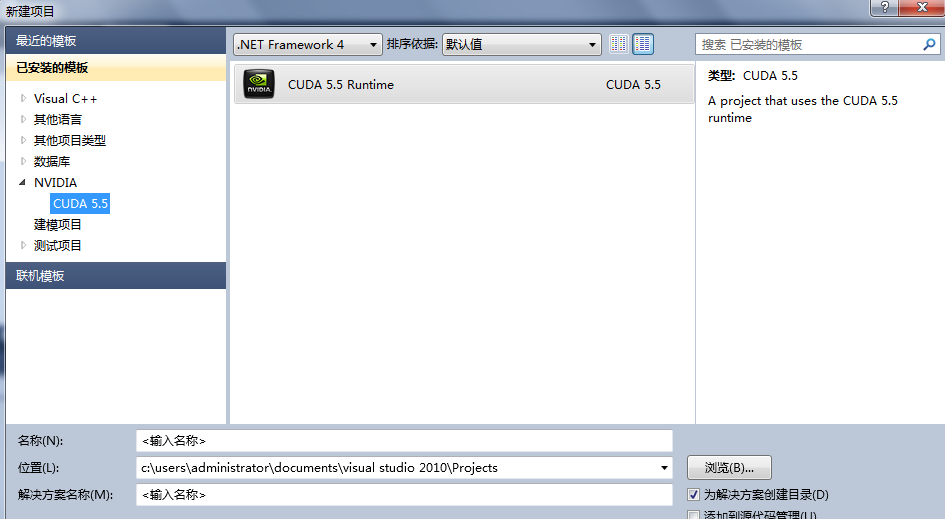 新建项目
?
最近的模板
已安装的模板
Visual C++
其他语言
其他项目类型
数据库
NVIDIA
CUDA 5.5
建模项目
测试项目
联机模板
.NET Framework 4 排序依据: 默认值
NVIDIA. CUDA 5.5 Runtime CUDA 5.5
搜索 已安装的模板
类型: CUDA 5.5
A project that uses the CUDA 5.5
runtime
名称(N): <输入名称>
位置(L): c:\users\administrator\documents\visual studio 2010\Projects 浏览(B)...
解决方案名称(M): <输入名称> 为解决方案创建目录(D)
添加到源代码管理(U)